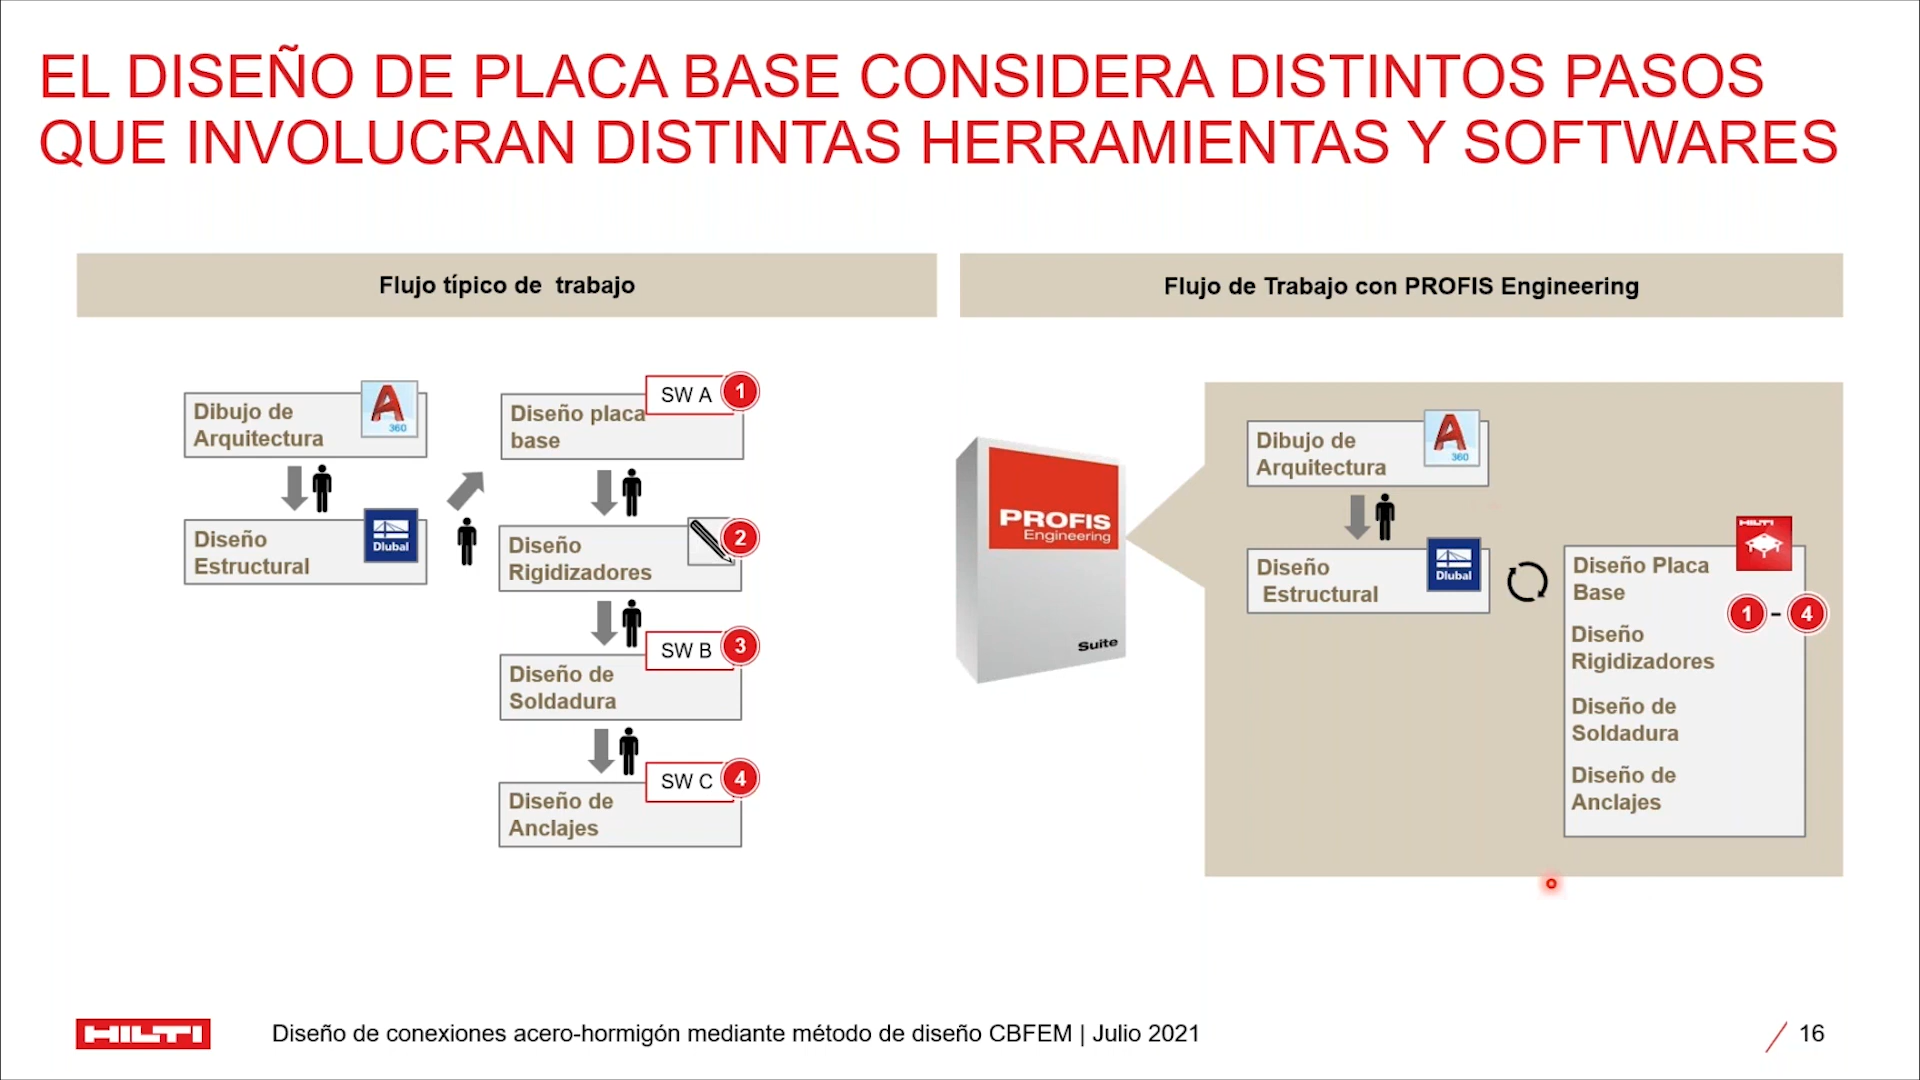 EL DISEÑO DE PLACA BASE CONSIDERA DISTINTOS PASOS
QUE INVOLUCRAN DISTINTAS HERRAMIENTAS Y SOFTWARES
Flujo típico de trabajo
Dibujo de
Arquitectura
A
360
Diseño
Estructural
Dlubal
Diseño placa
base
SW A
1
Diseño
Rigidizadores
2
Diseño de
Soldadura
SW B
3
Diseño de
Anclajes
SW C
4
Flujo de Trabajo con PROFIS Engineering
PROFIS
Engineering
Suite
Dibujo de
Arquitectura
A
360
Diseño
Estructural
Dlubal
HILTI
Diseño Placa
Base
1 - 4
Diseño
Rigidizadores
Diseño de
Soldadura
Diseño de
Anclajes
HILTI
Diseño de conexiones acero-hormigón mediante método de diseño CBFEM | Julio 2021
/ 16